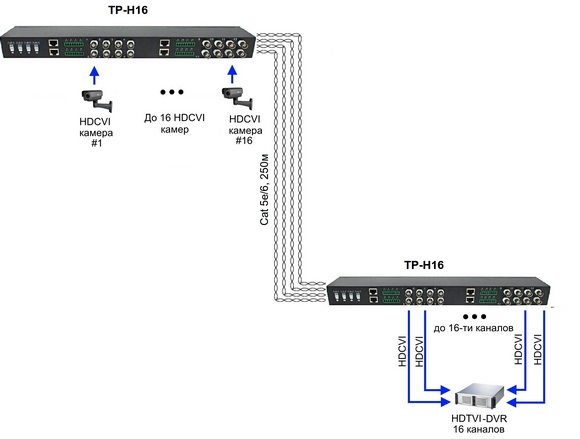 TP-H16
HDCVI
камера
#1
До 16 HDCVI
камер
HDCVI
камера
#16
Cat 5e/6, 250м
TP-H16
до 16-ти каналов
HDCVI
HDCVI
HDCVI
HDCVI
HDTVI-DVR
16 каналов